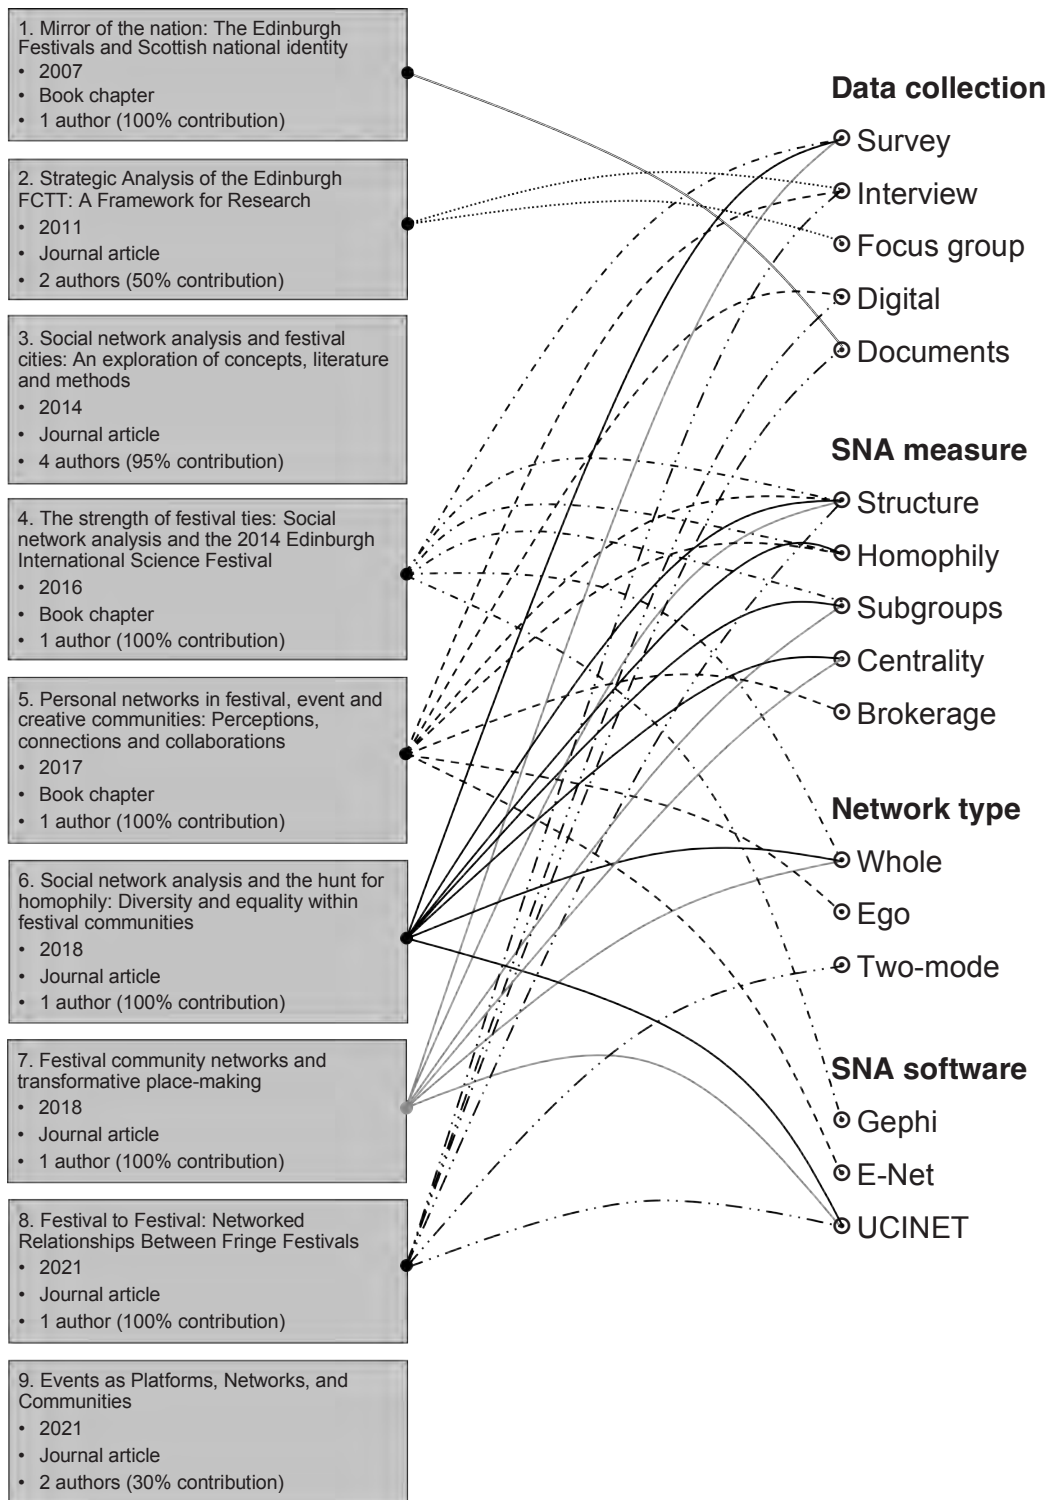 1. Mirror of the nation: The Edinburgh
Festivals and Scottish national identity
• 2007
• Book chapter
• 1 author (100% contribution)
2. Strategic Analysis of the Edinburgh
FCTT: A Framework for Research
• 2011
• Journal article
• 2 authors (50% contribution)
3. Social network analysis and festival
cities: An exploration of concepts, literature
and methods
• 2014
• Journal article
• 4 authors (95% contribution)
4. The strength of festival ties: Social
network analysis and the 2014 Edinburgh
International Science Festival
• 2016
• Book chapter
• 1 author (100% contribution)
5. Personal networks in festival, event and
creative communities: Perceptions,
connections and collaborations
• 2017
• Book chapter
• 1 author (100% contribution)
6. Social network analysis and the hunt for
homophily: Diversity and equality within
festival communities
• 2018
• Journal article
• 1 author (100% contribution)
7. Festival community networks and
transformative place-making
• 2018
• Journal article
• 1 author (100% contribution)
8. Festival to Festival: Networked
Relationships Between Fringe Festivals
• 2021
• Journal article
• 1 author (100% contribution)
9. Events as Platforms, Networks, and
Communities
• 2021
• Journal article
• 2 authors (30% contribution)
Data collection
Survey
Interview
Focus group
Digital
Documents
SNA measure
Structure
Homophily
Subgroups
Centrality
Brokerage
Network type
Whole
Ego
Two-mode
SNA software
Gephi
E-Net
UCINET